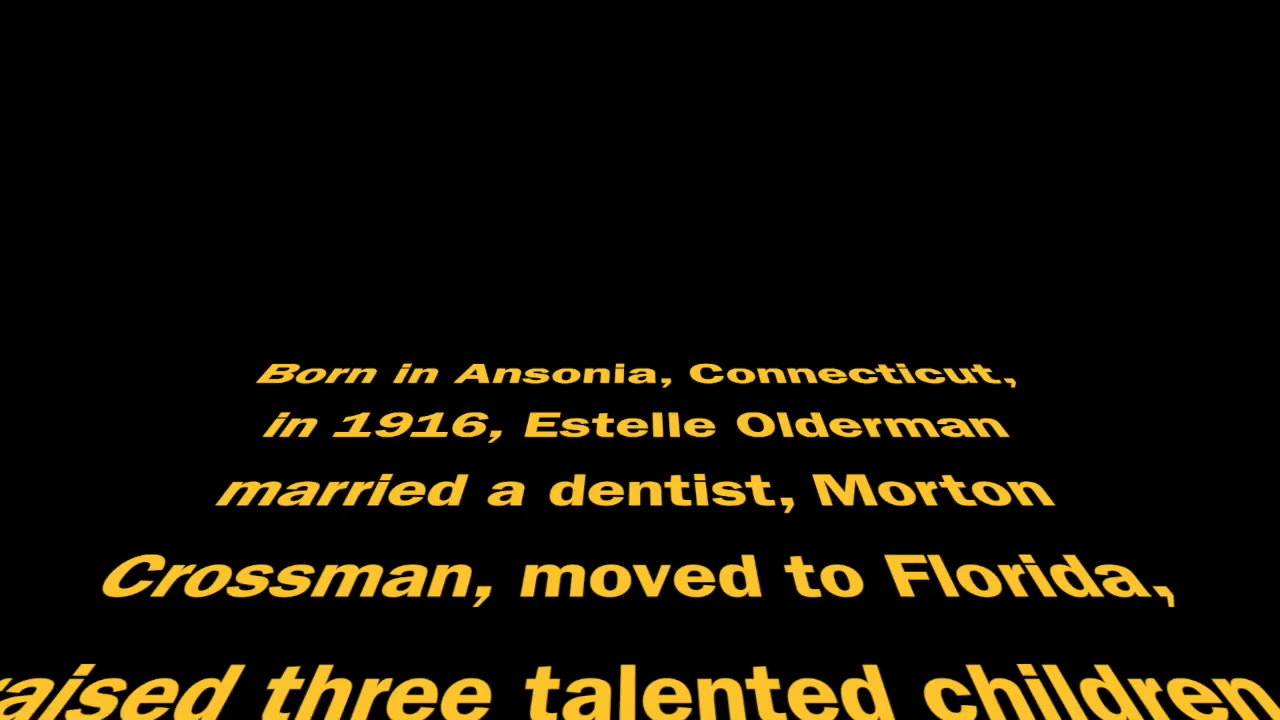 Born in Ansonia, Connecticut,
in 1916, Estelle Olderman
married a dentist, Morton
Crossman, moved to Florida,
raised three talented children